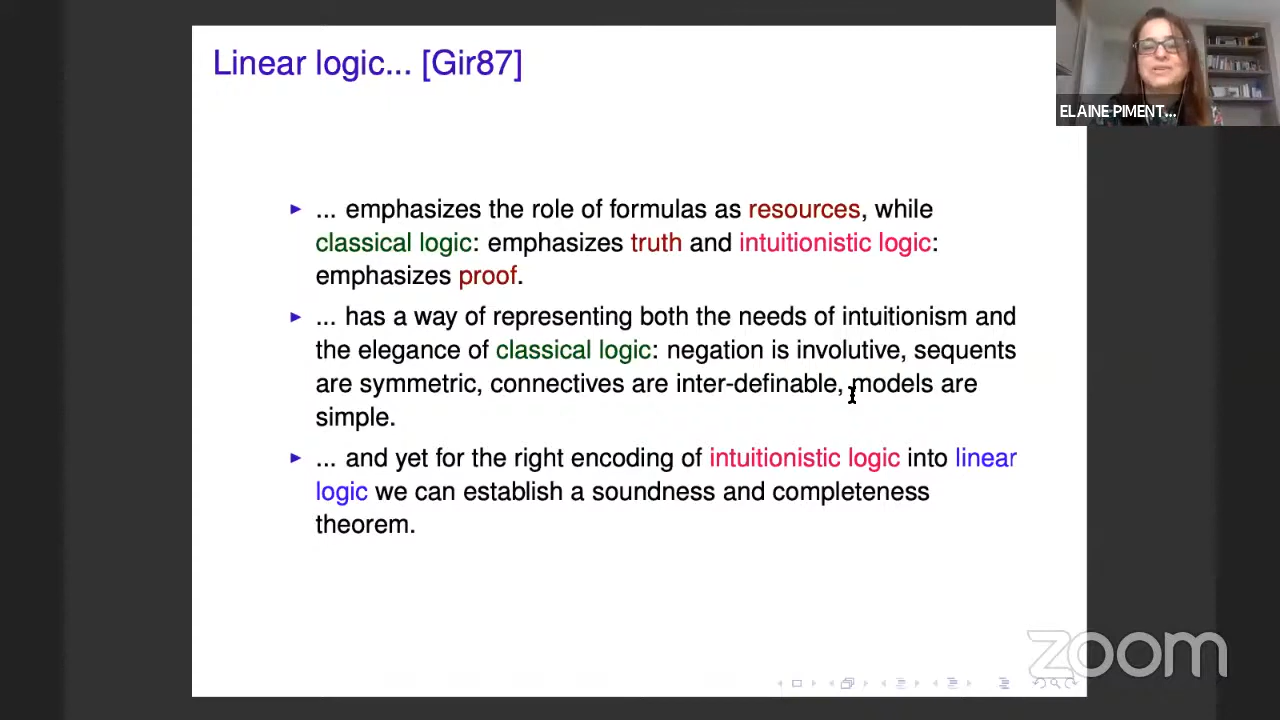 Linear logic... [Gir87]
ELAINE PIMENT...
... emphasizes the role of formulas as resources, while
classical logic: emphasizes truth and intuitionistic logic:
emphasizes proof.
... has a way of representing both the needs of intuitionism and
the elegance of classical logic: negation is involutive, sequents
are symmetric, connectives are inter-definable, models are
simple.
... and yet for the right encoding of intuitionistic logic into linear
logic we can establish a soundness and completeness
theorem.
zoom